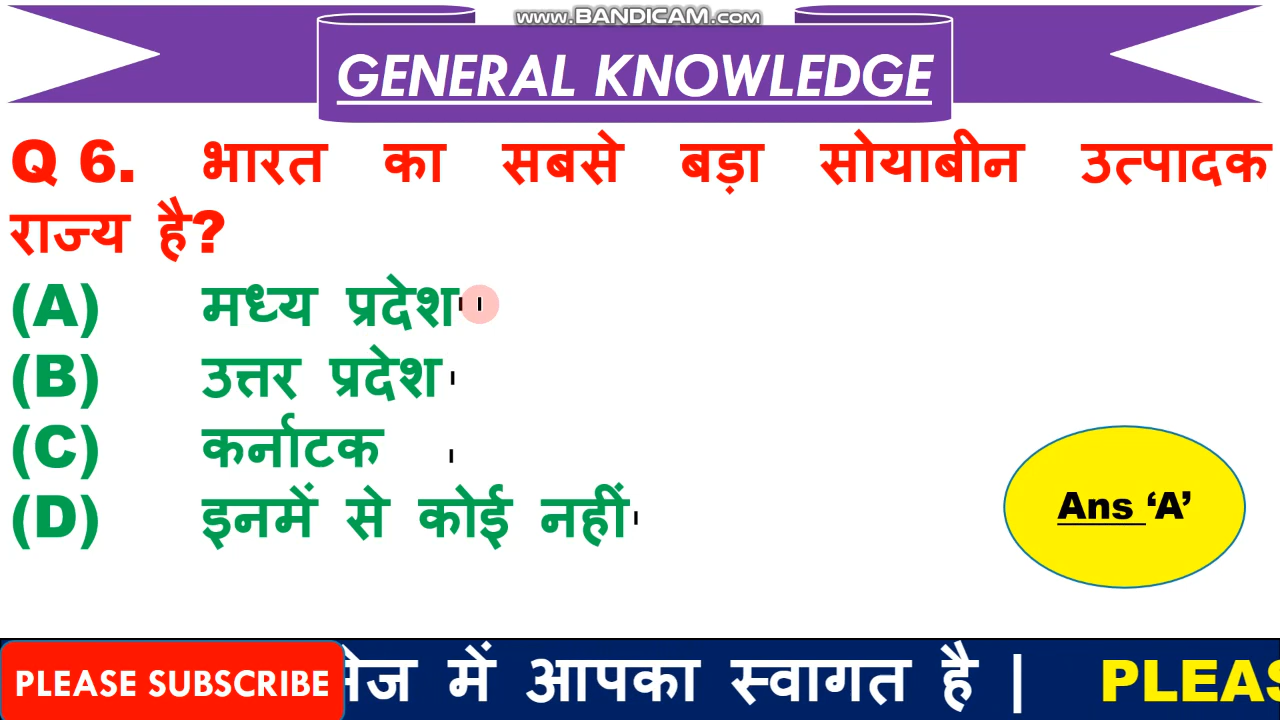 www.BANDICAM.com
GENERAL KNOWLEDGE
Q 6. भारत का सबसे बड़ा सोयाबीन उत्पादक
राज्य है?
(A) मध्य प्रदेश
(B) उत्तर प्रदेश
(C) कर्नाटक
(D) इनमें से कोई नहीं
Ans ‘A’
PLEASE SUBSCRIBE
में आपका स्वागत है |